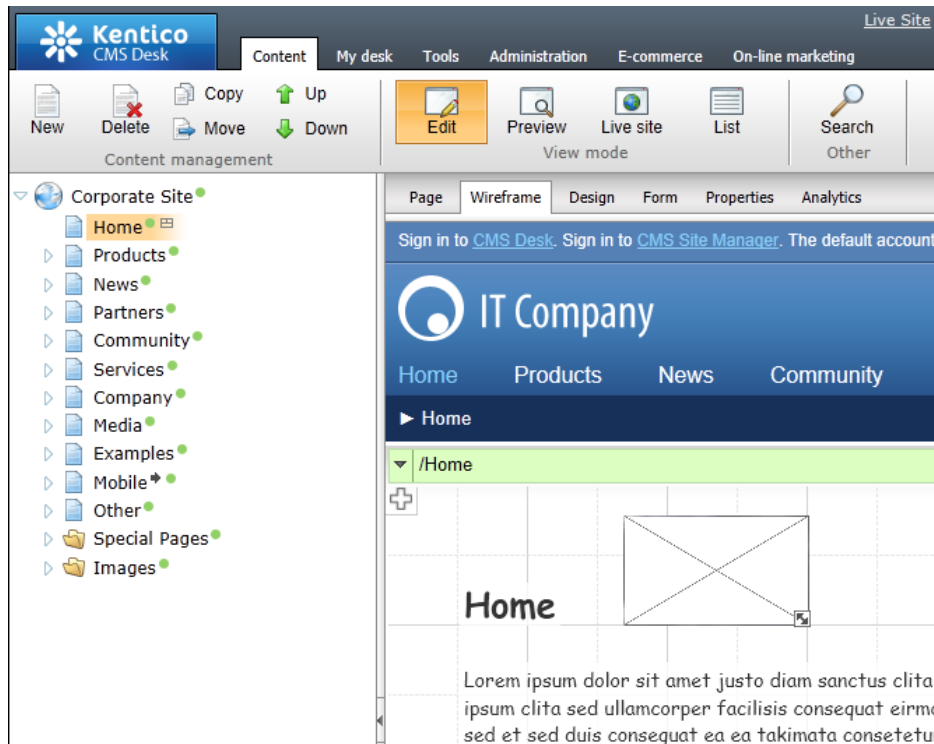 Live Site
Kentico
CMS Desk
Content My desk Tools Administration E-commerce On-line marketing
New Delete Copy Move Up Down
Content management
Edit Preview Live site List
View mode
Search
Other
Corporate Site
Home
Products
News
Partners
Community
Services
Company
Media
Examples
Mobile
Other
Special Pages
Images
Page Wireframe Design Form Properties Analytics
Sign in to CMS Desk. Sign in to CMS Site Manager. The default account
IT Company
Home Products News Community
► Home
/Home
Home
Lorem ipsum dolor sit amet justo diam sanctus clita
ipsum clita sed ullamcorper facilisis consequat eirmo
sed et sed duis consequat ea ea takimata consetetu